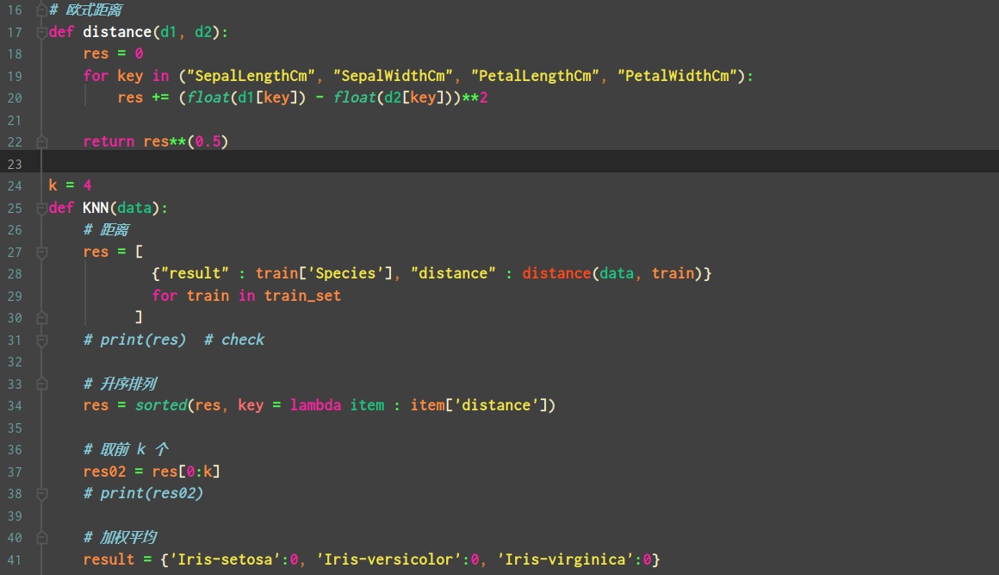 16 # 欧式距离
17 def distance(d1, d2):
18     res = 0
19     for key in ("SepalLengthCm", "SepalWidthCm", "PetalLengthCm", "PetalWidthCm"):
20         res += (float(d1[key]) - float(d2[key]))**2
21
22     return res**(0.5)
23
24 k = 4
25 def KNN(data):
26     # 距离
27     res = [
28             {"result" : train['Species'], "distance" : distance(data, train)}
29             for train in train_set
30           ]
31     # print(res)  # check
32
33     # 升序排列
34     res = sorted(res, key = lambda item : item['distance'])
35
36     # 取前 k 个
37     res02 = res[0:k]
38     # print(res02)
39
40     # 加权平均
41     result = {'Iris-setosa':0, 'Iris-versicolor':0, 'Iris-virginica':0}